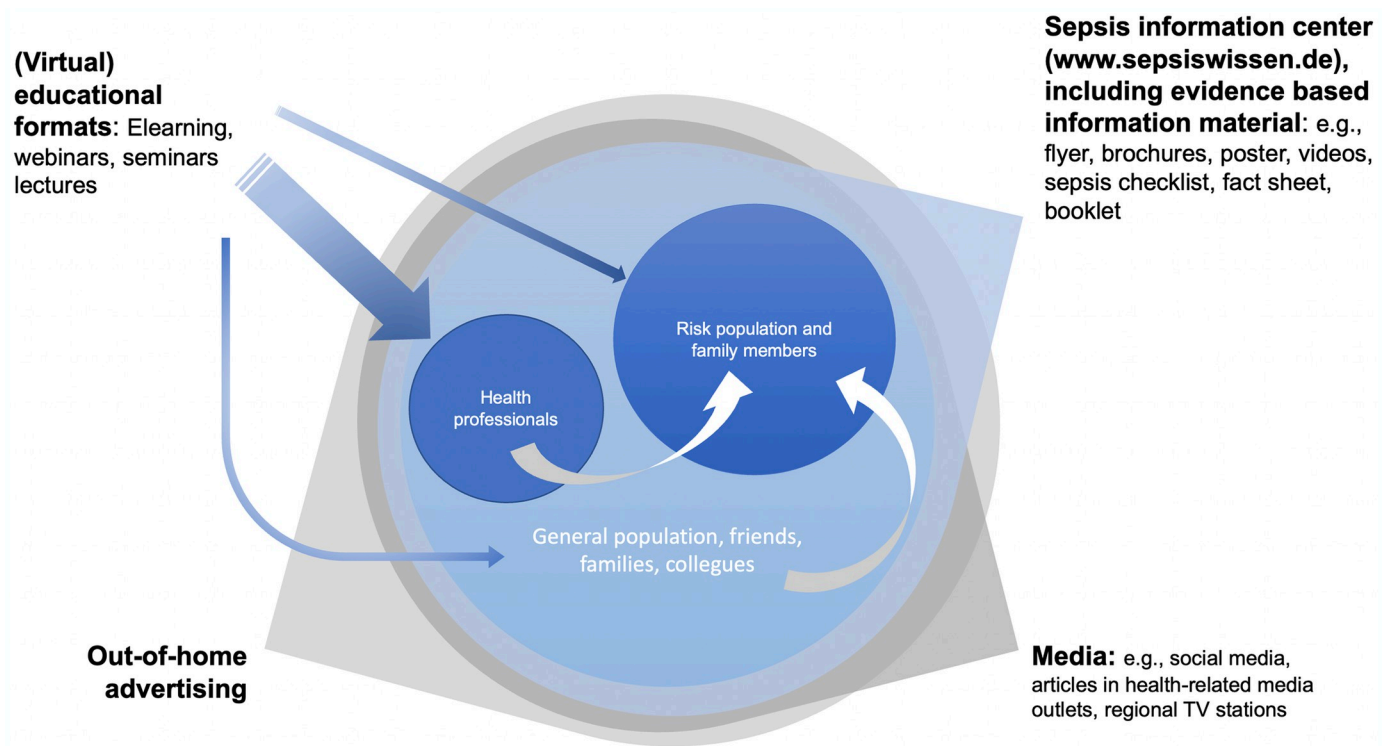 (Virtual)
educational
formats: Elearning,
webinars, seminars
lectures
Sepsis information center
(www.sepsiswissen.de),
including evidence based
information material: e.g.,
flyer, brochures, poster, videos,
sepsis checklist, fact sheet,
booklet
Risk population and
family members
Health
professionals
General population, friends,
families, collegues
Out-of-home
advertising
Media: e.g., social media,
articles in health-related media
outlets, regional TV stations